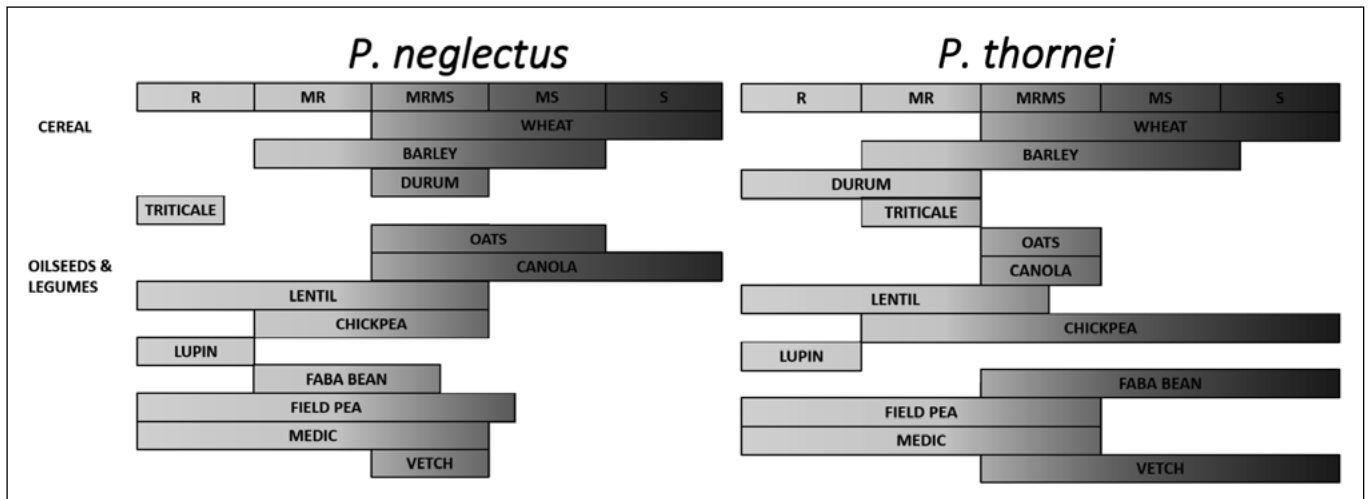 P. neglectus
P. thornei
R MR MRMS MS S
R MR MRMS MS S
CEREAL
WHEAT
WHEAT
BARLEY
BARLEY
DURUM
DURUM
TRITICALE
TRITICALE
OATS
OATS
OILSEEDS &
LEGUMES
CANOLA
CANOLA
LENTIL
LENTIL
CHICKPEA
CHICKPEA
LUPIN
LUPIN
FABA BEAN
FABA BEAN
FIELD PEA
FIELD PEA
MEDIC
MEDIC
VETCH
VETCH